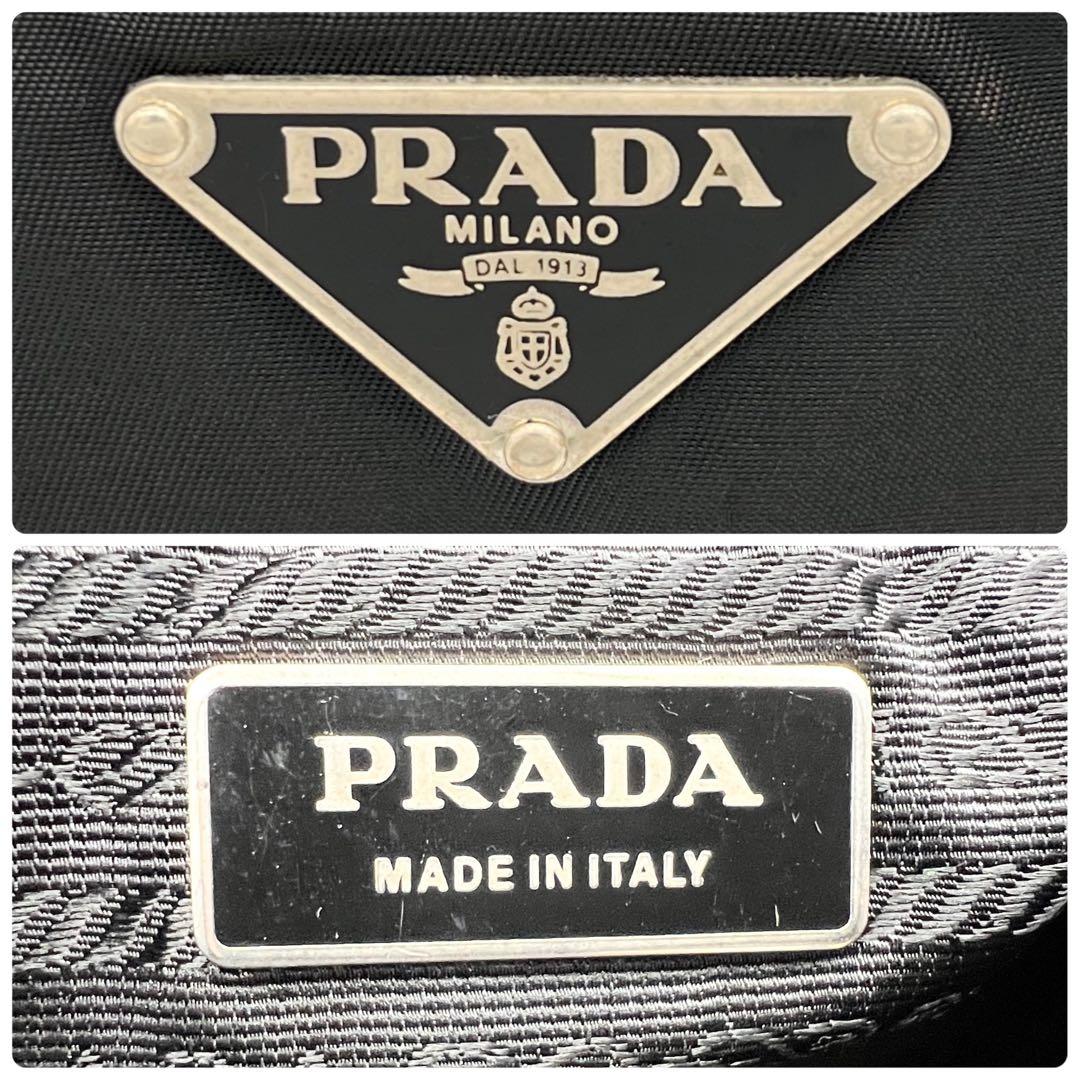 PRADA
MILANO
DAL 1913
PRADA
MADE IN ITALY